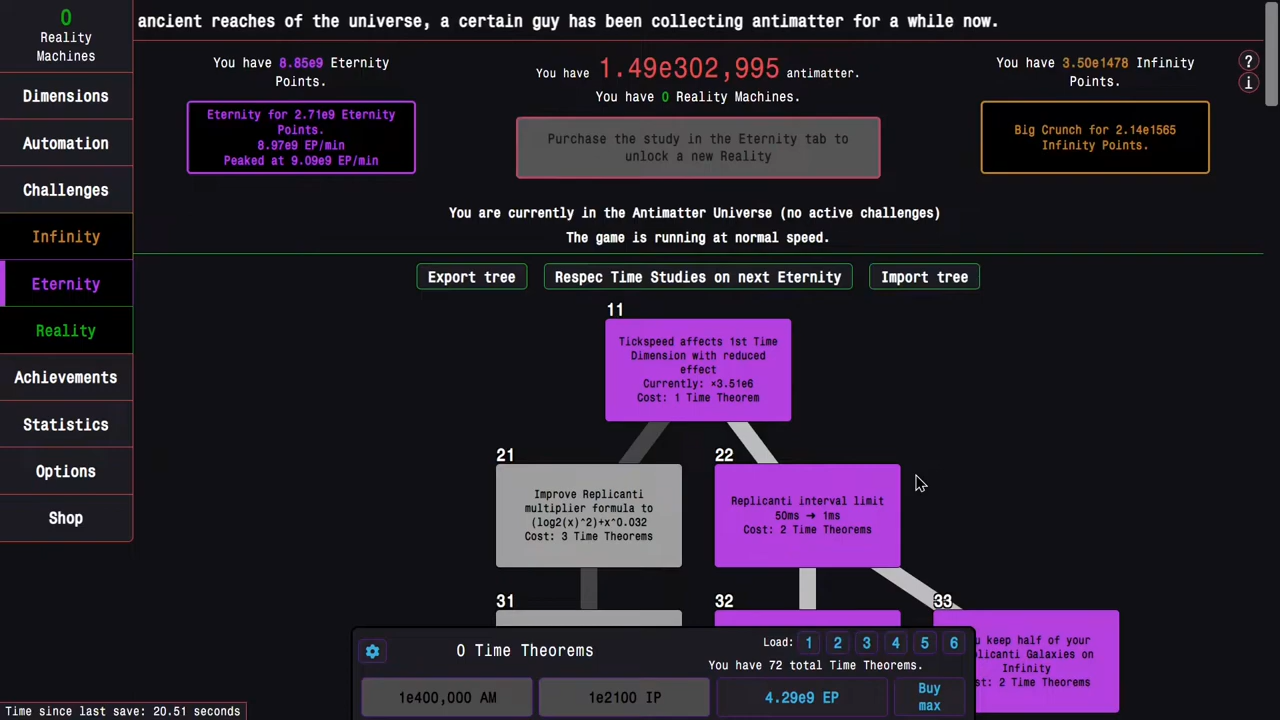 0
Reality
Machines
Dimensions
Automation
Challenges
Infinity
Eternity
Reality
Achievements
Statistics
Options
Shop
ancient reaches of the universe, a certain guy has been collecting antimatter for a while now.
You have 8.85e9 Eternity
Points.
Eternity for 2.71e9 Eternity
Points.
8.97e9 EP/min
Peaked at 9.09e9 EP/min
You have 1.49e302,995 antimatter.
You have 0 Reality Machines.
Purchase the study in the Eternity tab to
unlock a new Reality
You have 3.50e1478 Infinity
Points.
Big Crunch for 2.14e1565
Infinity Points.
?
i
You are currently in the Antimatter Universe (no active challenges)
The game is running at normal speed.
Export tree
Respec Time Studies on next Eternity
Import tree
11
Tickspeed affects 1st Time
Dimension with reduced
effect
Currently: ×3.51e6
Cost: 1 Time Theorem
21
Improve Replicanti
multiplier formula to
(log2(x)^2)+x^0.032
Cost: 3 Time Theorems
22
Replicanti interval limit
50ms → 1ms
Cost: 2 Time Theorems
31
32
33
keep half of your
Galaxies on
Infinity
2 Time Theorems
0 Time Theorems
Load: 1 2 3 4 5 6
You have 72 total Time Theorems.
1e400,000 AM
1e2100 IP
4.29e9 EP
Buy
max
Time since last save: 20.51 seconds